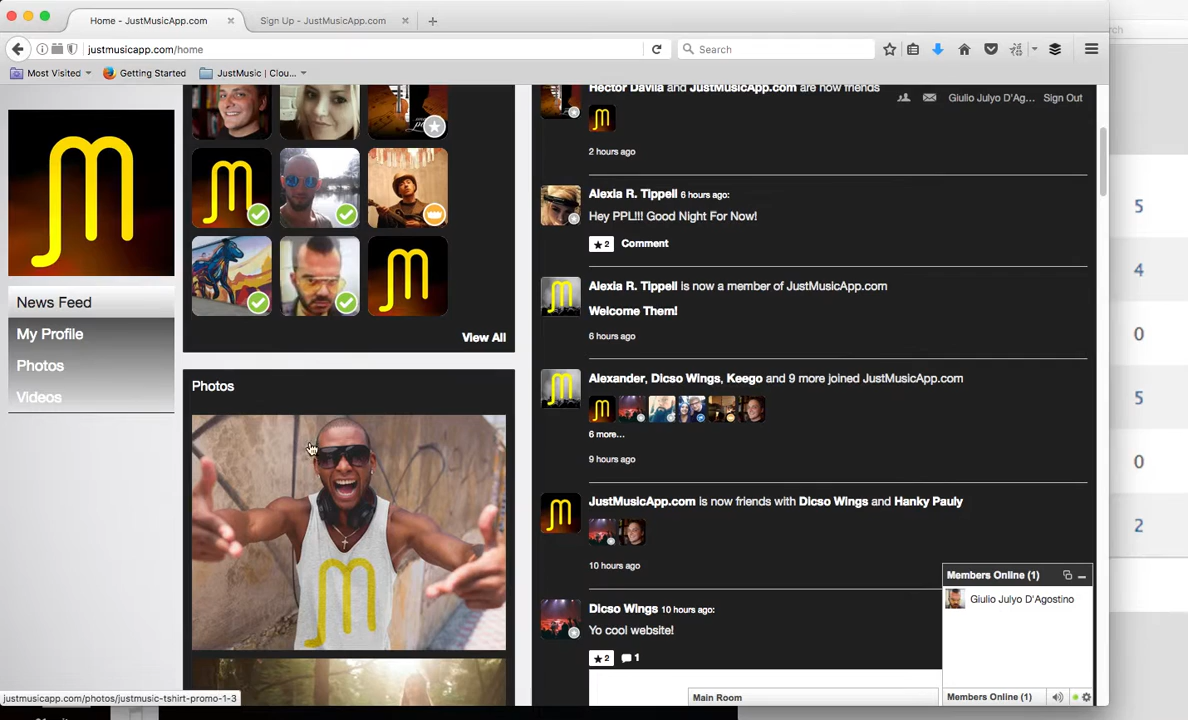 Home - JustMusicApp.com
Sign Up - JustMusicApp.com
justmusicapp.com/home
Search
Most Visited
Getting Started
JustMusic | Clou...
Hector Davila and JustMusicApp.com are now friends
Giulio Julyo D'Ag...
Sign Out
2 hours ago
Alexia R. Tippell 6 hours ago:
Hey PPL!!! Good Night For Now!
★2 Comment
Alexia R. Tippell is now a member of JustMusicApp.com
Welcome Them!
6 hours ago
News Feed
My Profile
Photos
Videos
View All
Photos
Alexander, Dicso Wings, Keego and 9 more joined JustMusicApp.com
6 more...
9 hours ago
JustMusicApp.com is now friends with Dicso Wings and Hanky Pauly
10 hours ago
Dicso Wings 10 hours ago:
Yo cool website!
★2 1
Members Online (1)
Giulio Julyo D'Agostino
Main Room
Members Online (1)
justmusicapp.com/photos/justmusic-tshirt-promo-1-3
5
4
0
5
0
2